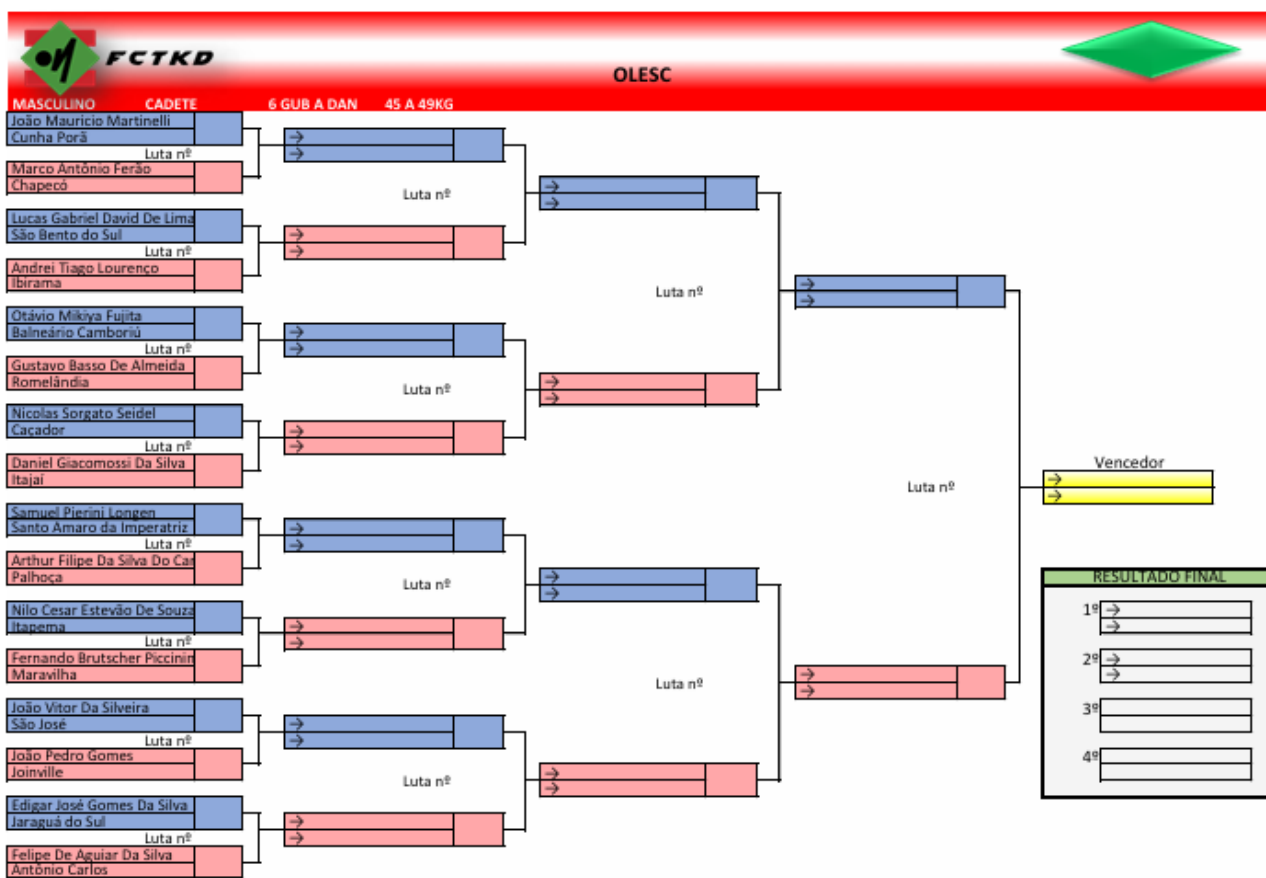 FCTKD
OLESC
MASCULINO CADETE 6 GUB A DAN 45 A 49KG
João Mauricio Martinelli
Cunha Porã
Luta nº
Marco Antônio Ferão
Chapecó
Lucas Gabriel David De Lima
São Bento do Sul
Luta nº
Andrei Tiago Lourenço
Ibirama
Otávio Mikiya Fujita
Balneário Camboriú
Luta nº
Gustavo Basso De Almeida
Romelândia
Nicolas Sorgato Seidel
Caçador
Luta nº
Daniel Giacomossi Da Silva
Itajaí
Samuel Pierini Longen
Santo Amaro da Imperatriz
Luta nº
Arthur Filipe Da Silva Do Car
Palhoça
Nilo Cesar Estevão De Souza
Itapema
Luta nº
Fernando Brutscher Piccinin
Maravilha
João Vitor Da Silveira
São José
Luta nº
João Pedro Gomes
Joinville
Edigar José Gomes Da Silva
Jaraguá do Sul
Luta nº
Felipe De Aguiar Da Silva
Antônio Carlos
Luta nº
Luta nº
Luta nº
Luta nº
Luta nº
Luta nº
Luta nº
Vencedor
RESULTADO FINAL
1º
2º
3º
4º